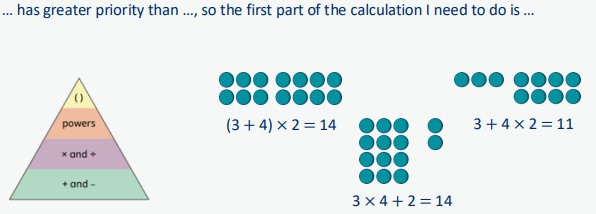 ... has greater priority than ..., so the first part of the calculation I need to do is ...
()
powers
× and ÷
+ and –
(3 + 4) × 2 = 14
3 × 4 + 2 = 14
3 + 4 × 2 = 11